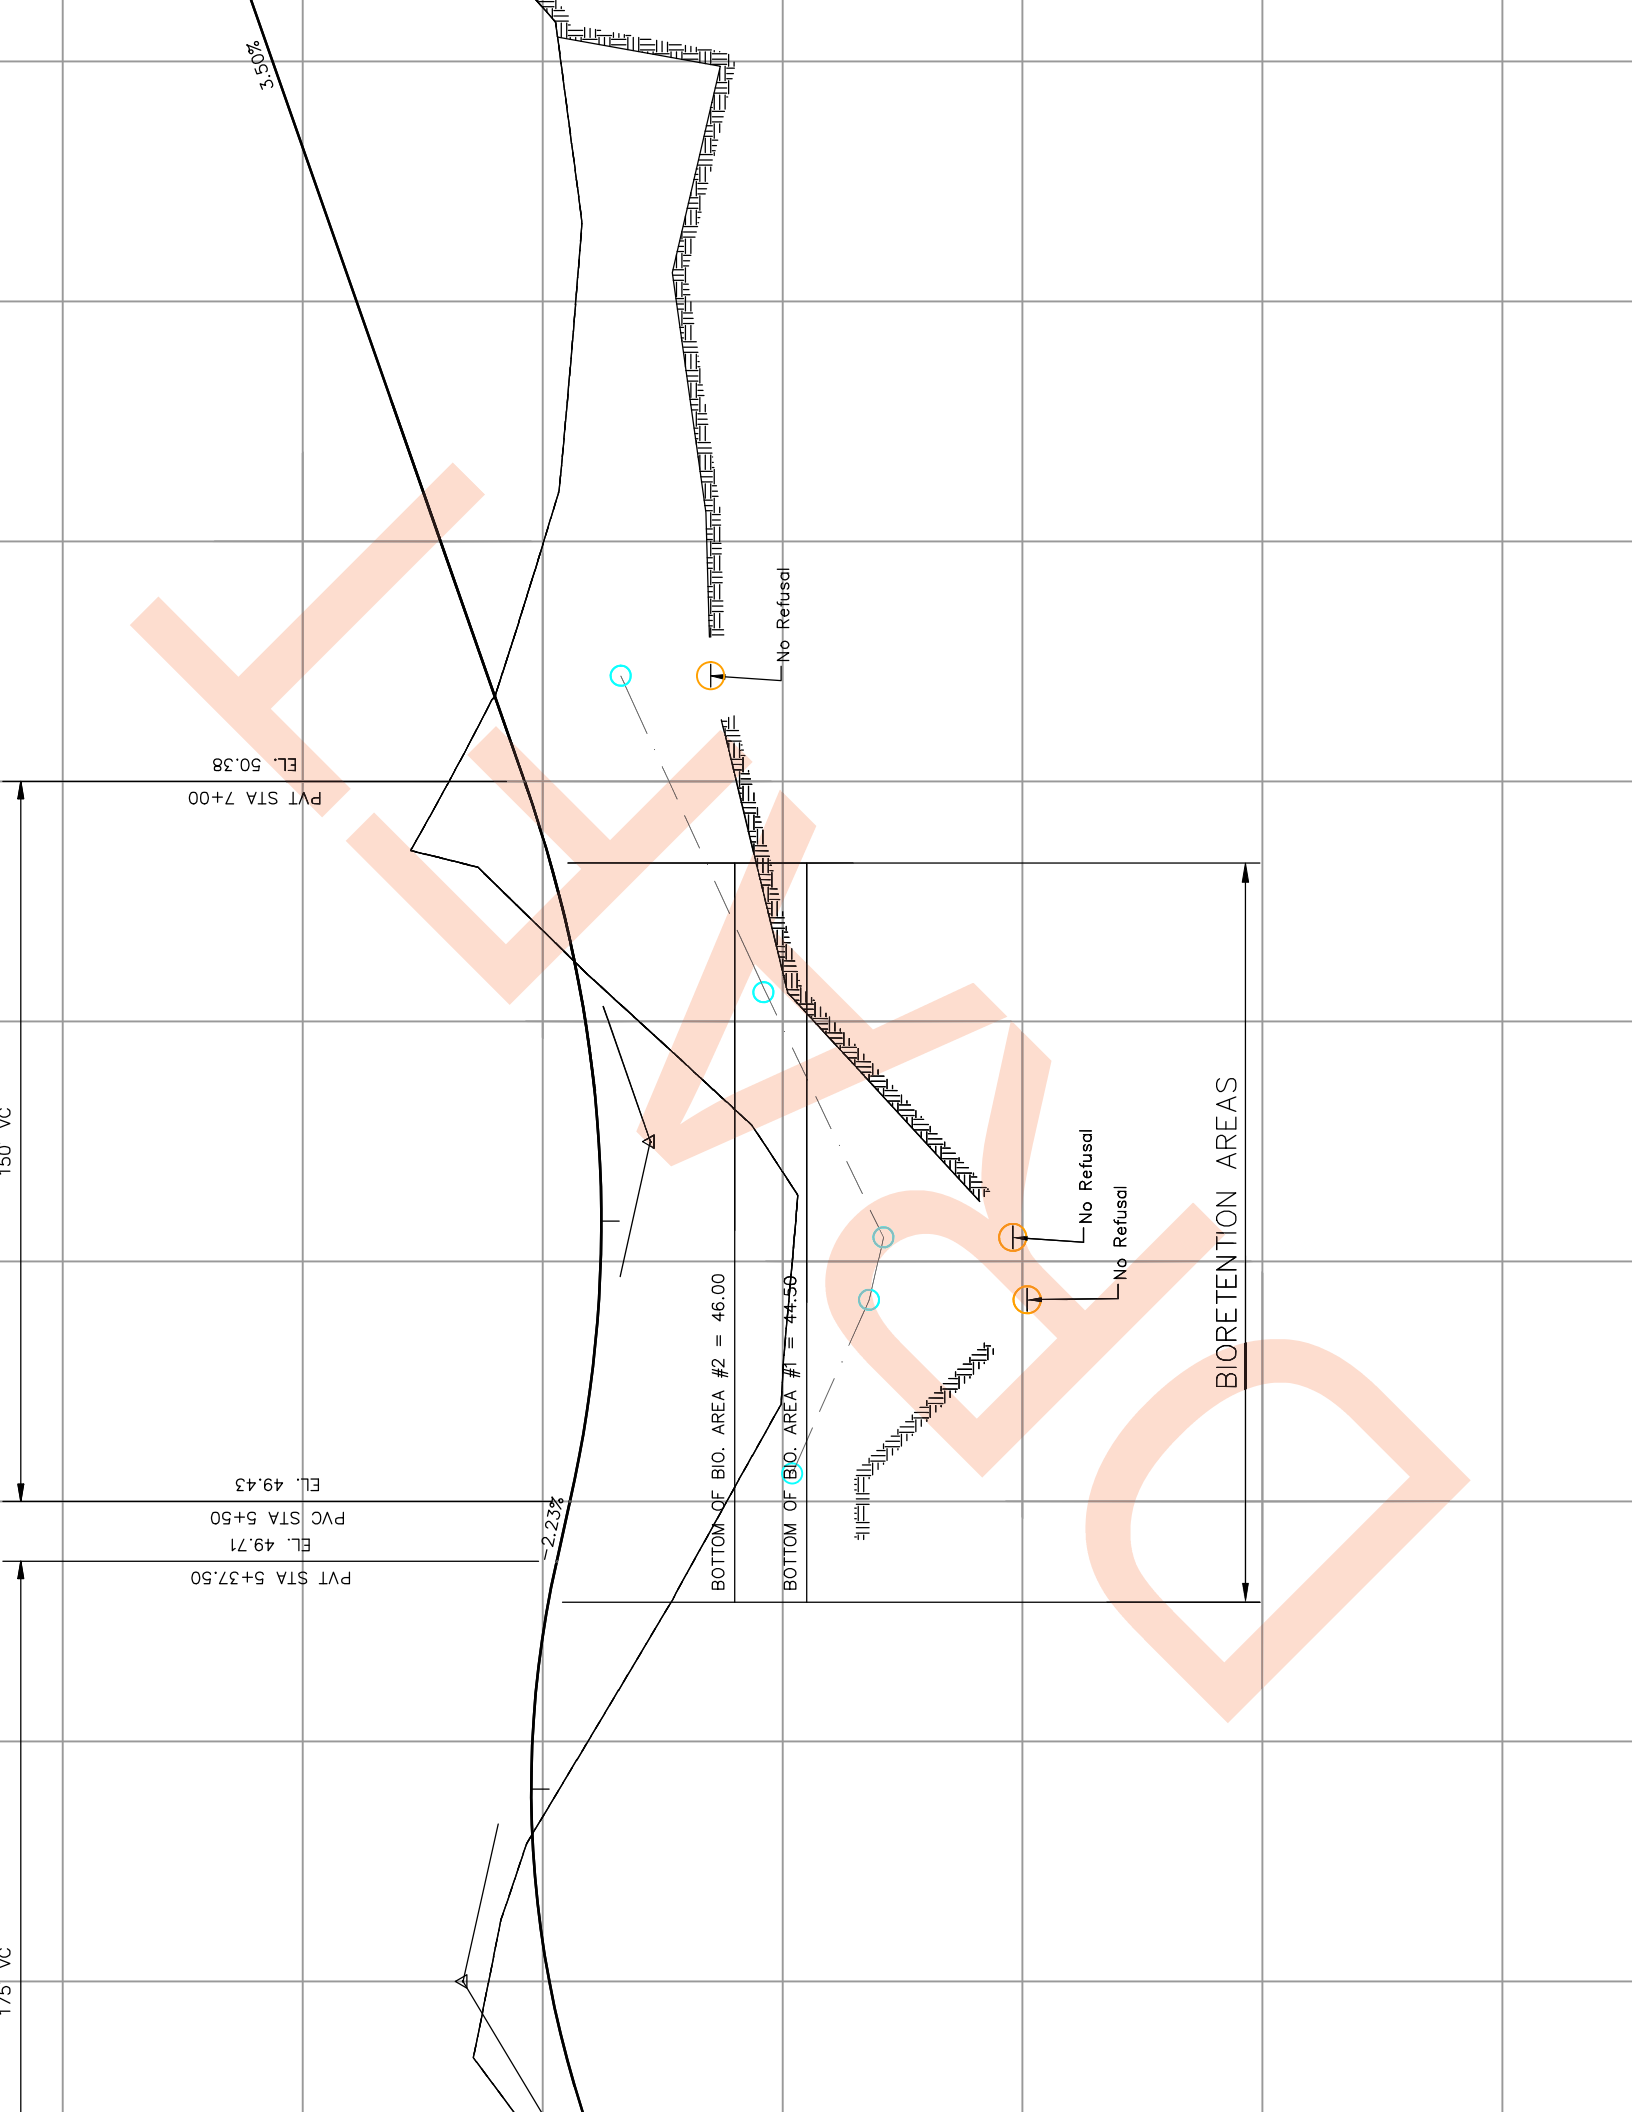 3.50%
No Refusal
EL. 50.38
PVT STA 7+00
150' VC
BIORETENTION AREAS
No Refusal
No Refusal
BOTTOM OF BIO. AREA #2 = 46.00
BOTTOM OF BIO. AREA #1 = 44.50
EL. 49.43
PVC STA 5+50
-2.23%
EL. 49.71
PVT STA 5+37.50
175' VC
DRAFT